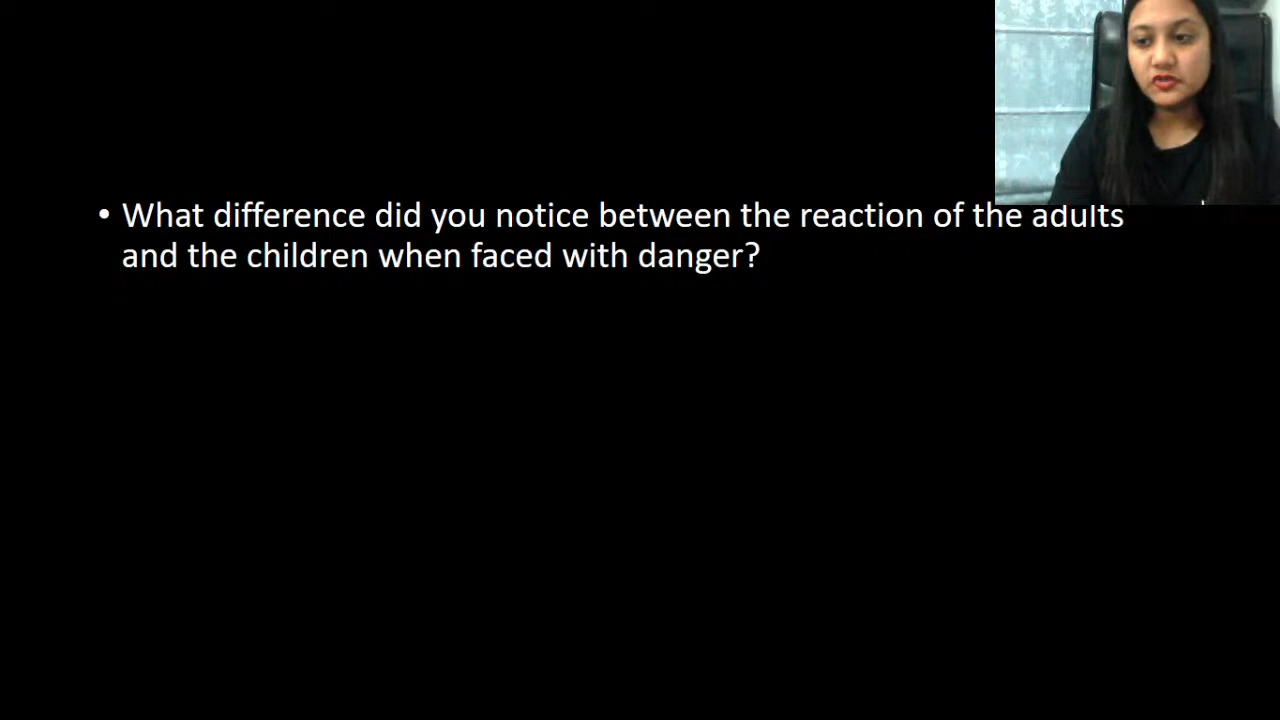 • What difference did you notice between the reaction of the adults
and the children when faced with danger?